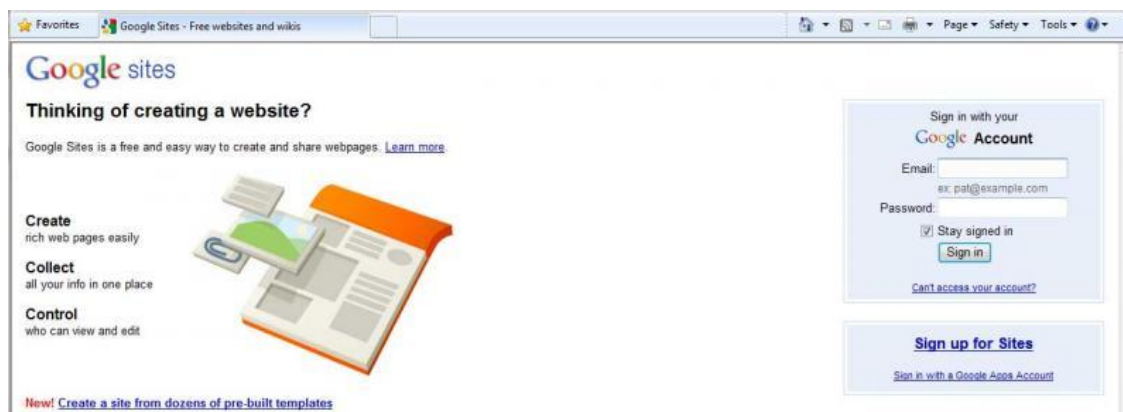 Favorites
Google Sites - Free websites and wikis
Page Safety Tools
Google sites
Thinking of creating a website?
Google Sites is a free and easy way to create and share webpages. Learn more
Create
rich web pages easily
Collect
all your info in one place
Control
who can view and edit
New! Create a site from dozens of pre-built templates
Sign in with your
Google Account
Email:
ex: pat@example.com
Password:
Stay signed in
Sign in
Can't access your account?
Sign up for Sites
Sign in with a Google Apps Account